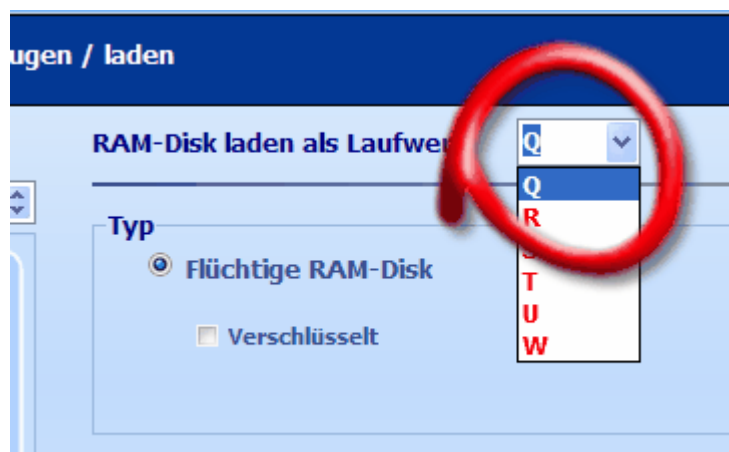 ugen / laden
RAM-Disk laden als Laufwer
Q
Q
R
Typ
Flüchtige RAM-Disk
T
U
Verschlüsselt
W